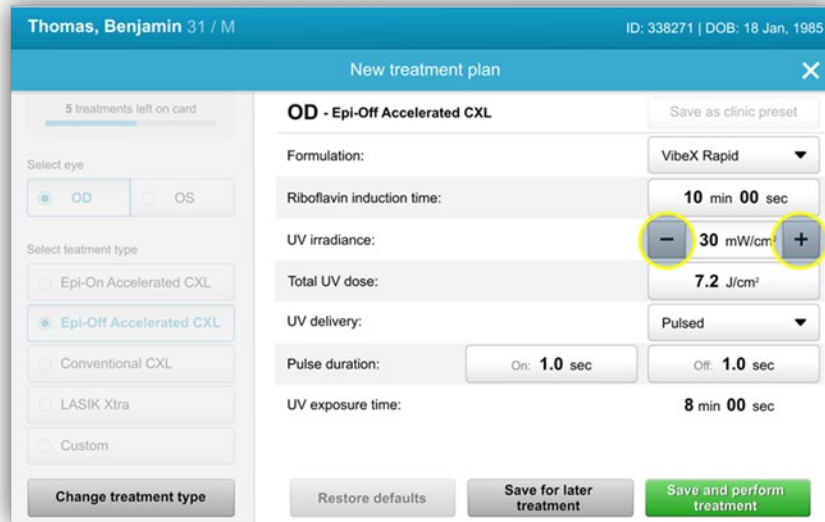 Thomas, Benjamin 31 / M
ID: 338271 | DOB: 18 Jan, 1985
New treatment plan
5 treatments left on card
Select eye
OD
OS
Select teatment type
Epi-On Accelerated CXL
Epi-Off Accelerated CXL
Conventional CXL
LASIK Xtra
Custom
Change treatment type
OD - Epi-Off Accelerated CXL
Save as clinic preset
Formulation: VibeX Rapid
Riboflavin induction time: 10 min 00 sec
UV irradiance: − 30 mW/cm² +
Total UV dose: 7.2 J/cm²
UV delivery: Pulsed
Pulse duration: On: 1.0 sec Off: 1.0 sec
UV exposure time: 8 min 00 sec
Restore defaults
Save for later
treatment
Save and perform
treatment